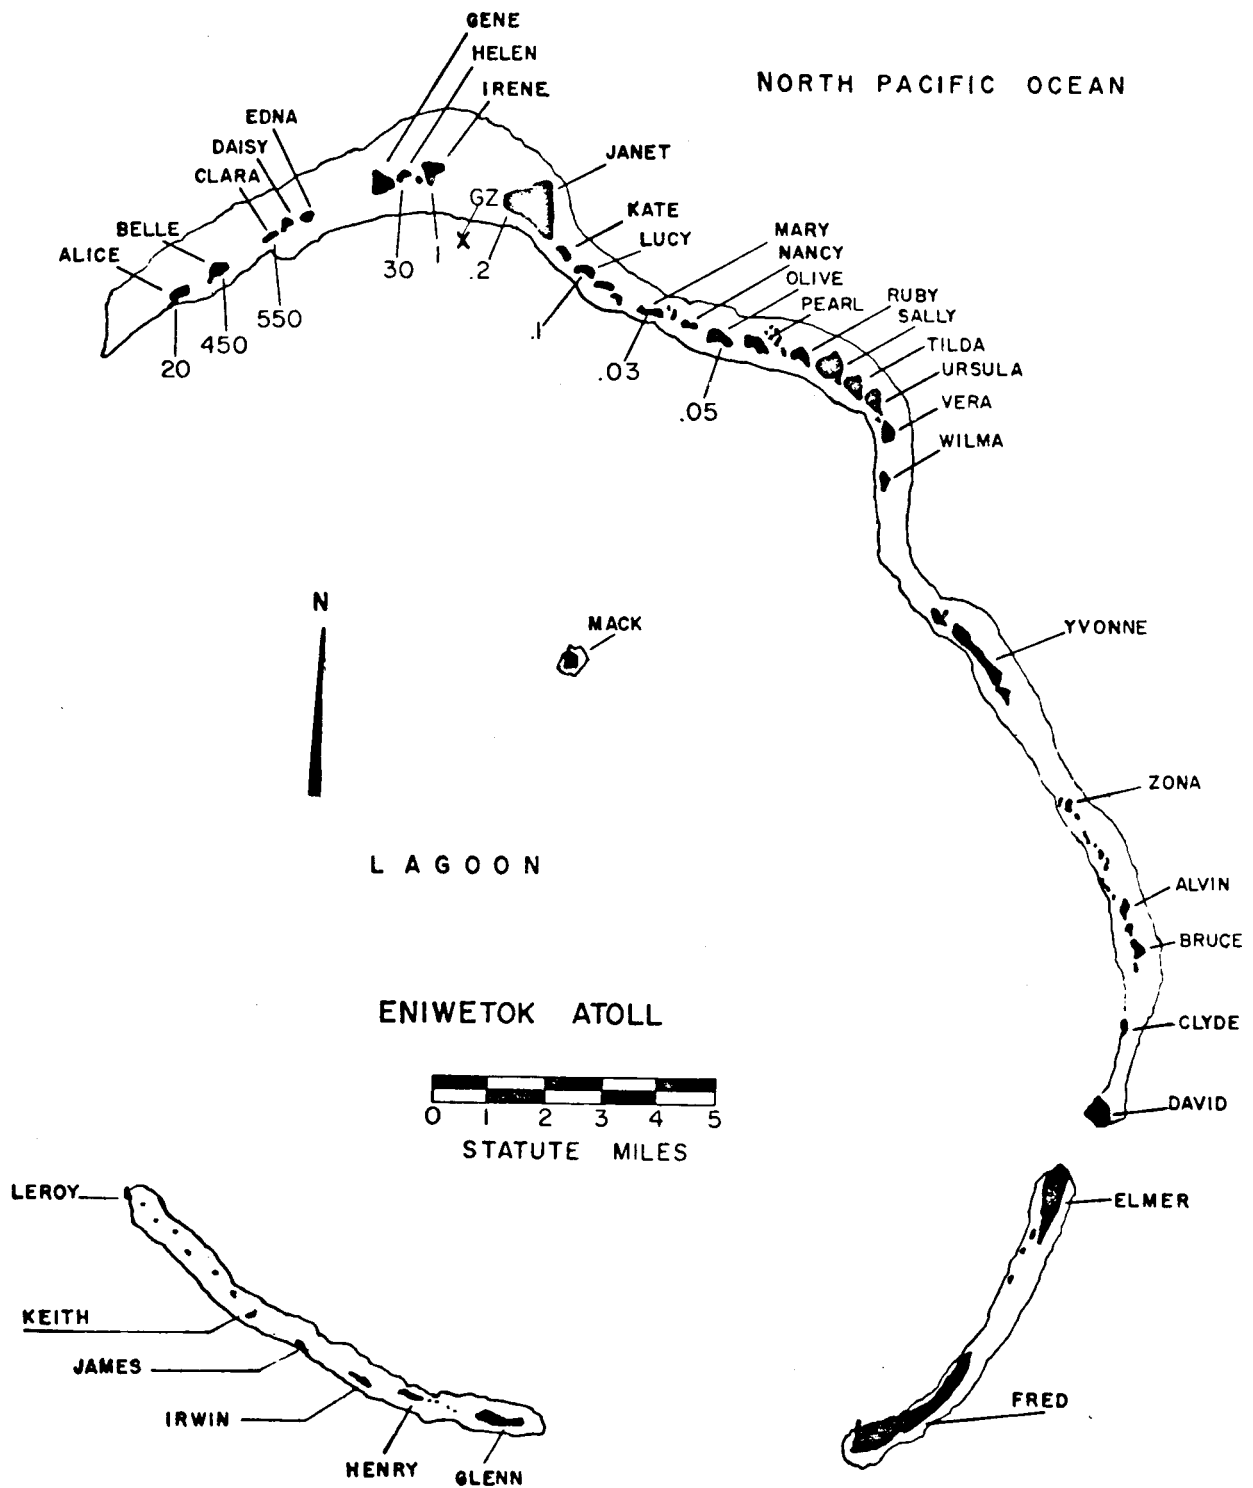 GENE
HELEN
IRENE
NORTH PACIFIC OCEAN
EDNA
DAISY
CLARA
BELLE
ALICE
JANET
GZ
X
KATE
LUCY
MARY
NANCY
OLIVE
PEARL
RUBY
SALLY
TILDA
URSULA
VERA
WILMA
20
450
550
30
1
.2
.1
.03
.05
N
MACK
YVONNE
ZONA
LAGOON
ALVIN
BRUCE
CLYDE
DAVID
ENIWETOK ATOLL
0 1 2 3 4 5
STATUTE MILES
LEROY
ELMER
KEITH
JAMES
IRWIN
HENRY
GLENN
FRED